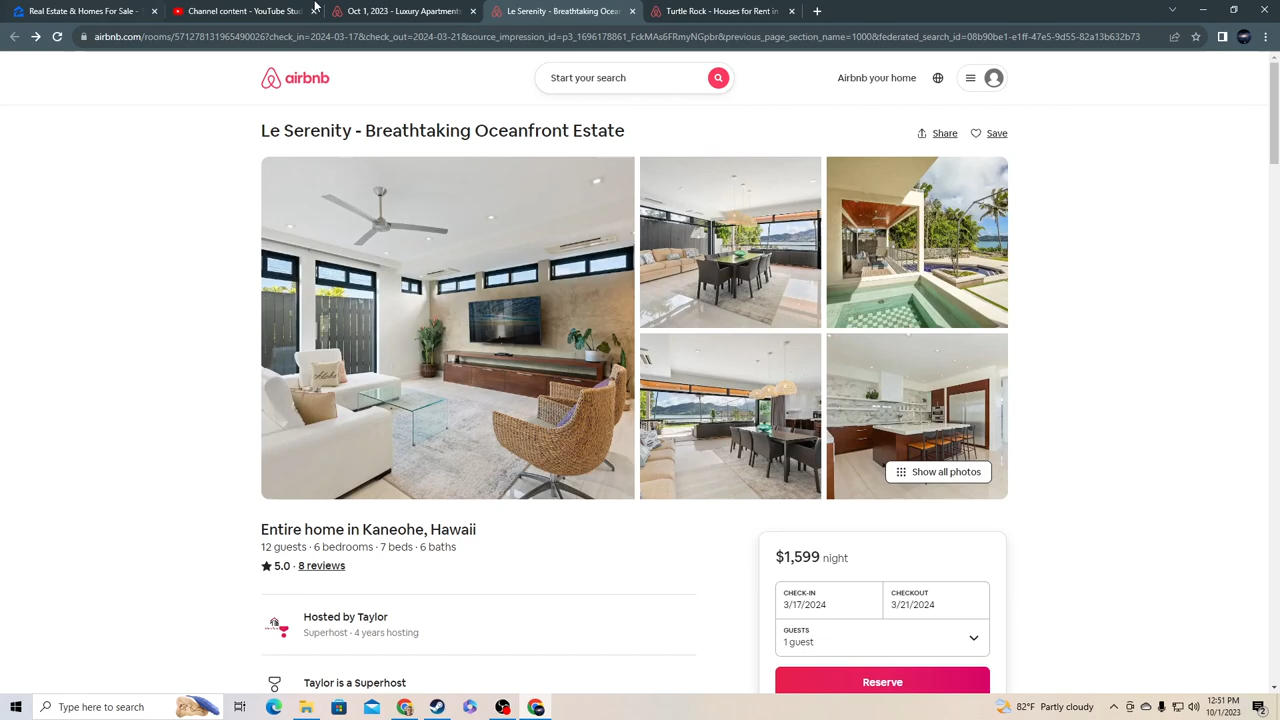 Real Estate & Homes For Sale -
Channel content - YouTube Stud
Oct 1, 2023 - Luxury Apartments
Le Serenity - Breathtaking Ocean
Turtle Rock - Houses for Rent in
airbnb.com/rooms/571278131965490026?check_in=2024-03-17&check_out=2024-03-21&source_impression_id=p3_1696178861_FckMAs6FRmyNGpbr&previous_page_section_name=1000&federated_search_id=08b90be1-e1ff-47e5-9d55-82a13b632b73
airbnb
Start your search
Airbnb your home
Le Serenity - Breathtaking Oceanfront Estate
Share
Save
Show all photos
Entire home in Kaneohe, Hawaii
12 guests · 6 bedrooms · 7 beds · 6 baths
5.0 · 8 reviews
$1,599 night
CHECK-IN
3/17/2024
CHECKOUT
3/21/2024
GUESTS
1 guest
Reserve
Hosted by Taylor
Superhost · 4 years hosting
Taylor is a Superhost
Type here to search
82°F Partly cloudy
12:51 PM
10/1/2023